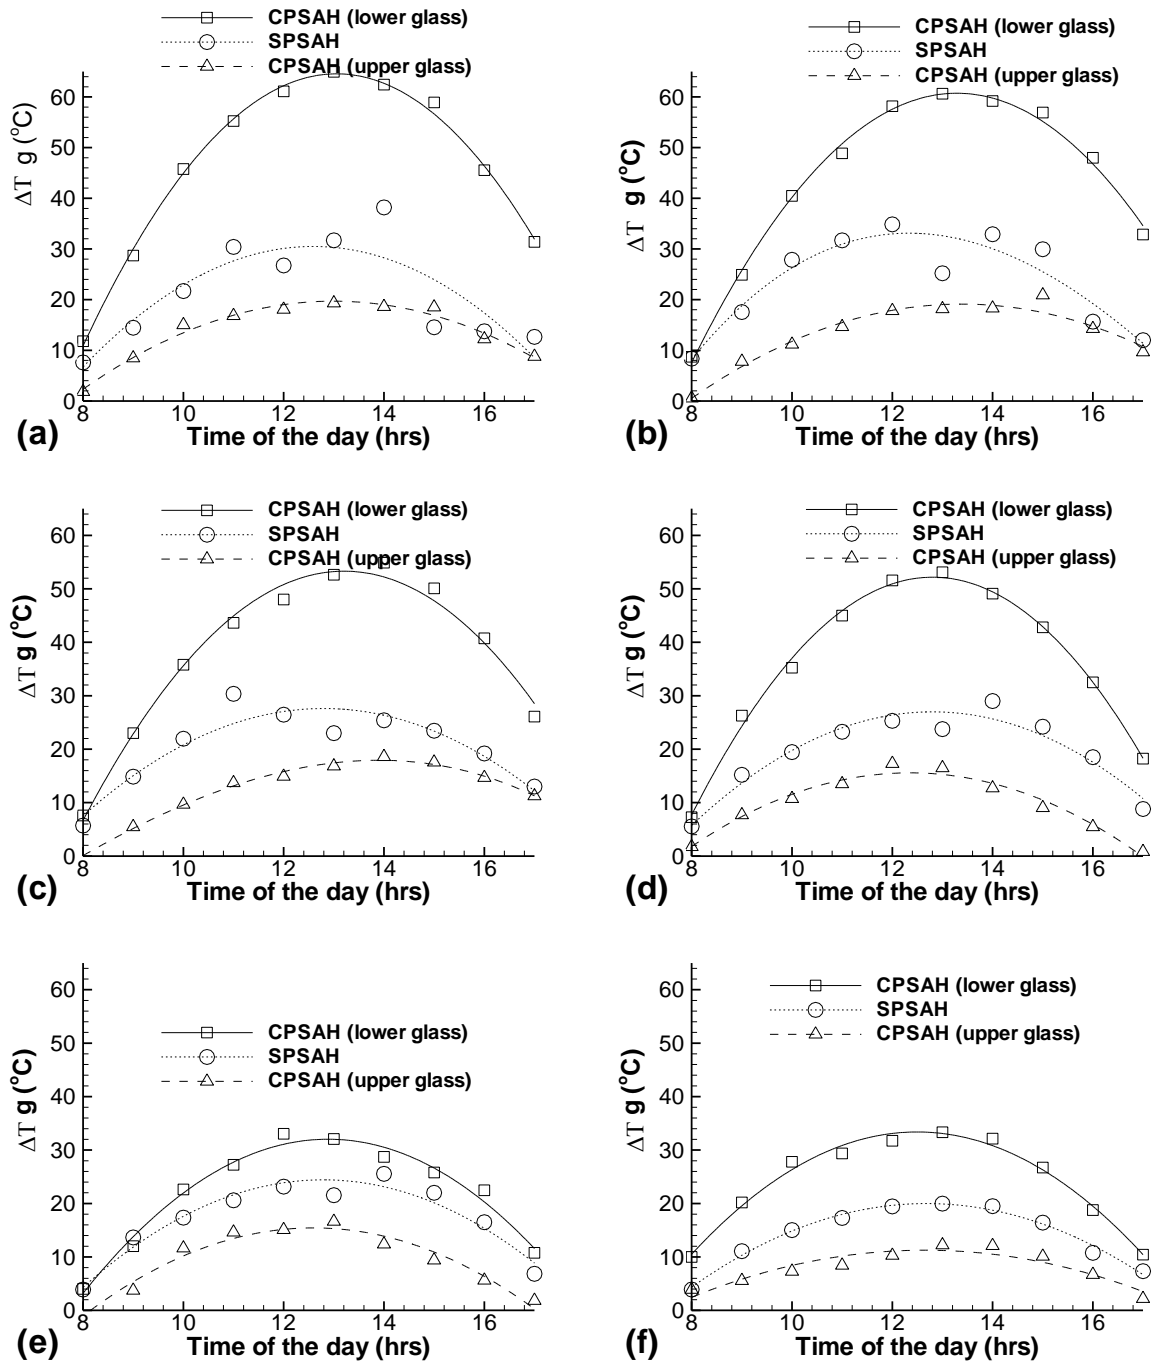 CPSAH (lower glass)
SPSAH
CPSAH (upper glass)
60
50
40
30
20
10
0
ΔT g (°C)
8 10 12 14 16
Time of the day (hrs)
(a)
CPSAH (lower glass)
SPSAH
CPSAH (upper glass)
60
50
40
30
20
10
0
ΔT g (°C)
8 10 12 14 16
Time of the day (hrs)
(b)
CPSAH (lower glass)
SPSAH
CPSAH (upper glass)
60
50
40
30
20
10
0
ΔT g (°C)
8 10 12 14 16
Time of the day (hrs)
(c)
CPSAH (lower glass)
SPSAH
CPSAH (upper glass)
60
50
40
30
20
10
0
ΔT g (°C)
8 10 12 14 16
Time of the day (hrs)
(d)
CPSAH (lower glass)
SPSAH
CPSAH (upper glass)
60
50
40
30
20
10
0
ΔT g (°C)
8 10 12 14 16
Time of the day (hrs)
(e)
CPSAH (lower glass)
SPSAH
CPSAH (upper glass)
60
50
40
30
20
10
0
ΔT g (°C)
8 10 12 14 16
Time of the day (hrs)
(f)